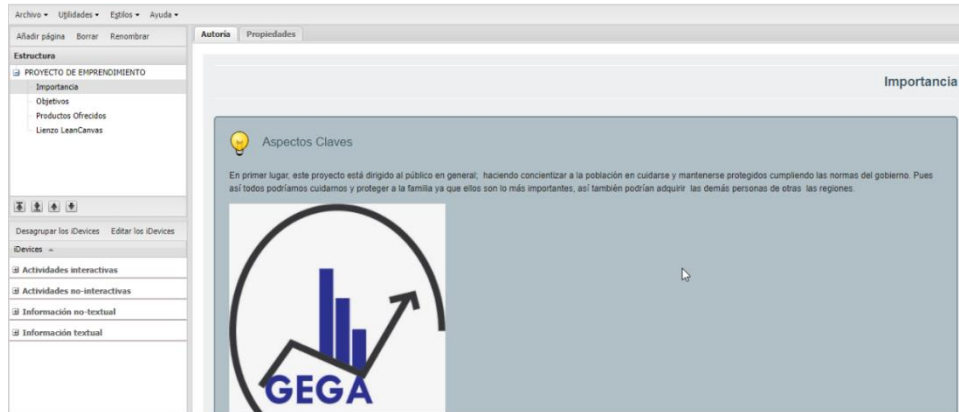 Archivo Utilidades Estilos Ayuda
Añadir página Borrar Renombrar
Autoría Propiedades
Estructura
PROYECTO DE EMPRENDIMIENTO
Importancia
Objetivos
Productos Ofrecidos
Lienzo LeanCanvas
Desagrupar los iDevices Editar los iDevices
iDevices
Actividades interactivas
Actividades no-interactivas
Información no-textual
Información textual
Importancia
Aspectos Claves
En primer lugar, este proyecto está dirigido al público en general; haciendo concientizar a la población en cuidarse y mantenerse protegidos cumpliendo las normas del gobierno. Pues
así todos podríamos cuidarnos y proteger a la familia ya que ellos son lo más importantes, así también podrían adquirir las demás personas de otras las regiones.
GEGA